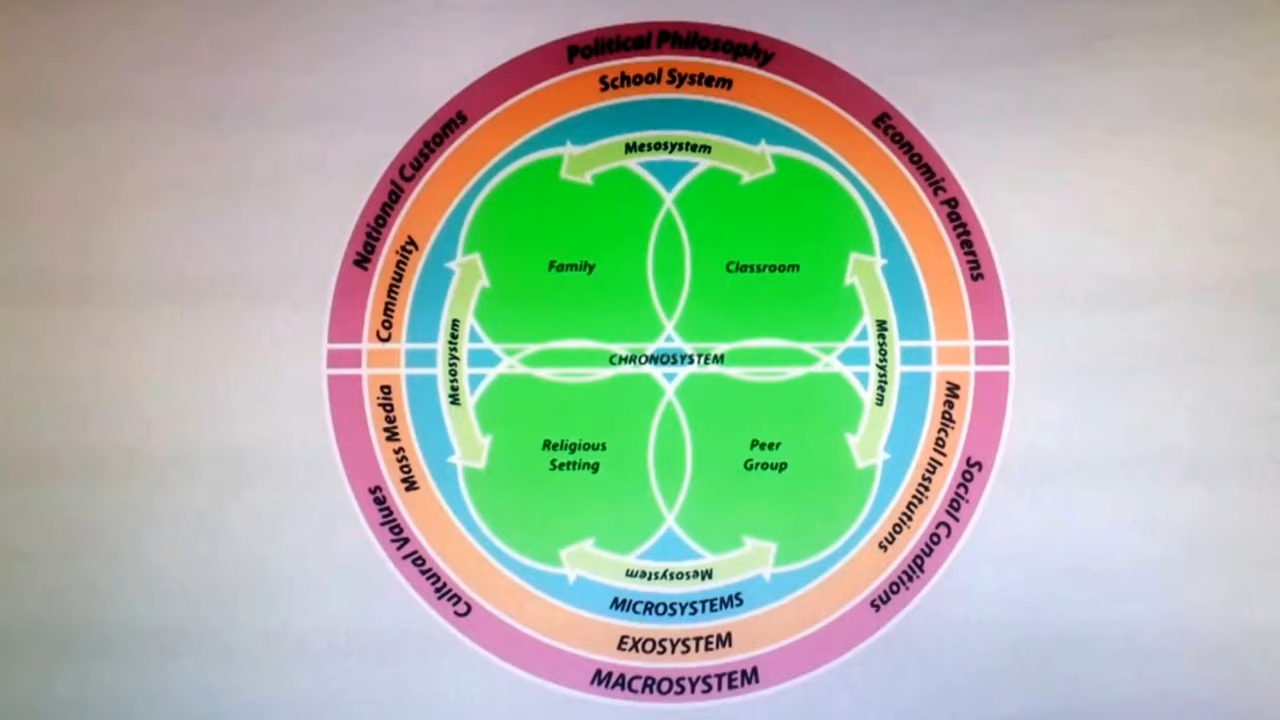 Political Philosophy
School System
National Customs
Economic Patterns
Mesosystem
Community
Family
Classroom
Mesosystem
CHRONOSYSTEM
Mesosystem
Mass Media
Medical Institutions
Religious
Setting
Peer
Group
Cultural Values
Social Conditions
Mesosystem
MICROSYSTEMS
EXOSYSTEM
MACROSYSTEM